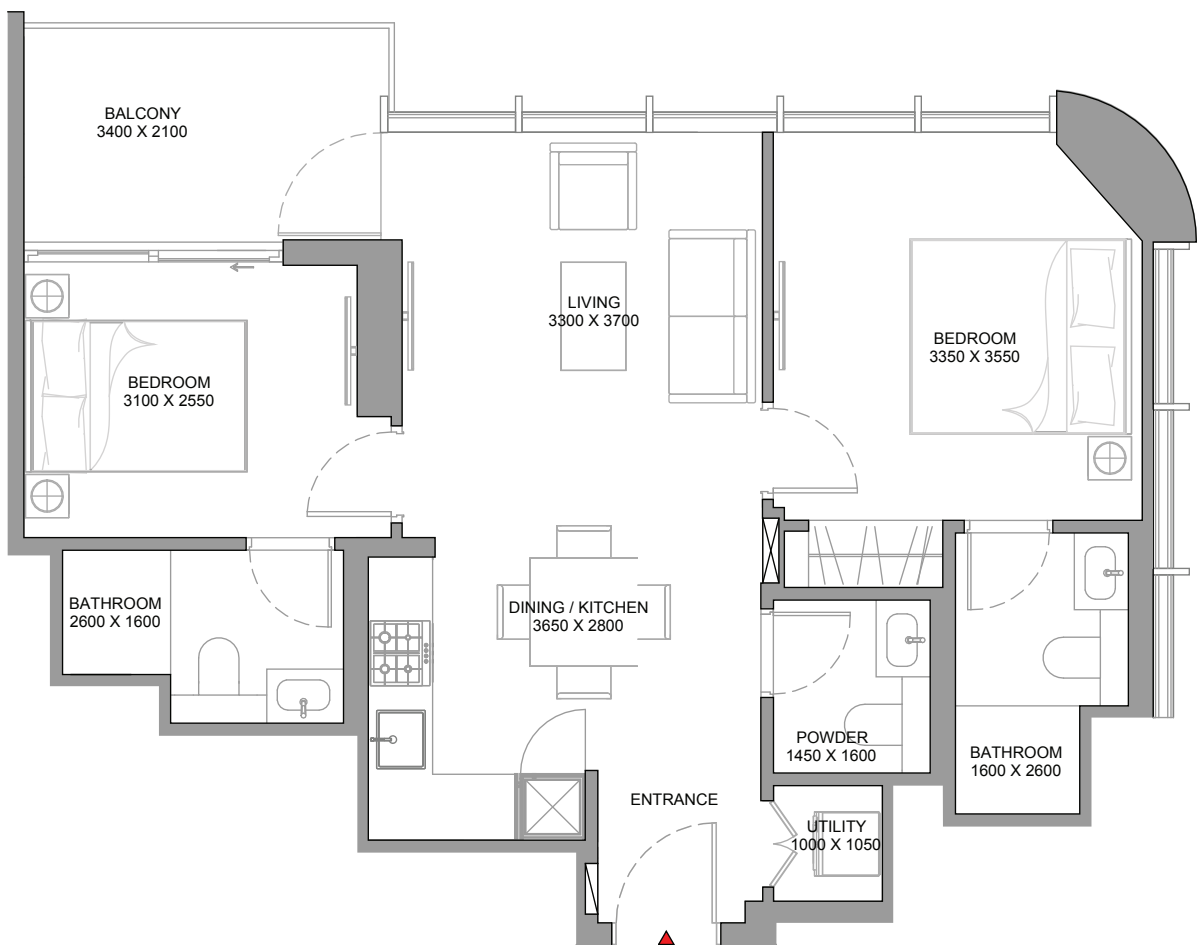 BALCONY
3400 X 2100
LIVING
3300 X 3700
BEDROOM
3350 X 3550
BEDROOM
3100 X 2550
BATHROOM
2600 X 1600
DINING / KITCHEN
3650 X 2800
POWDER
1450 X 1600
BATHROOM
1600 X 2600
ENTRANCE
UTILITY
1000 X 1050